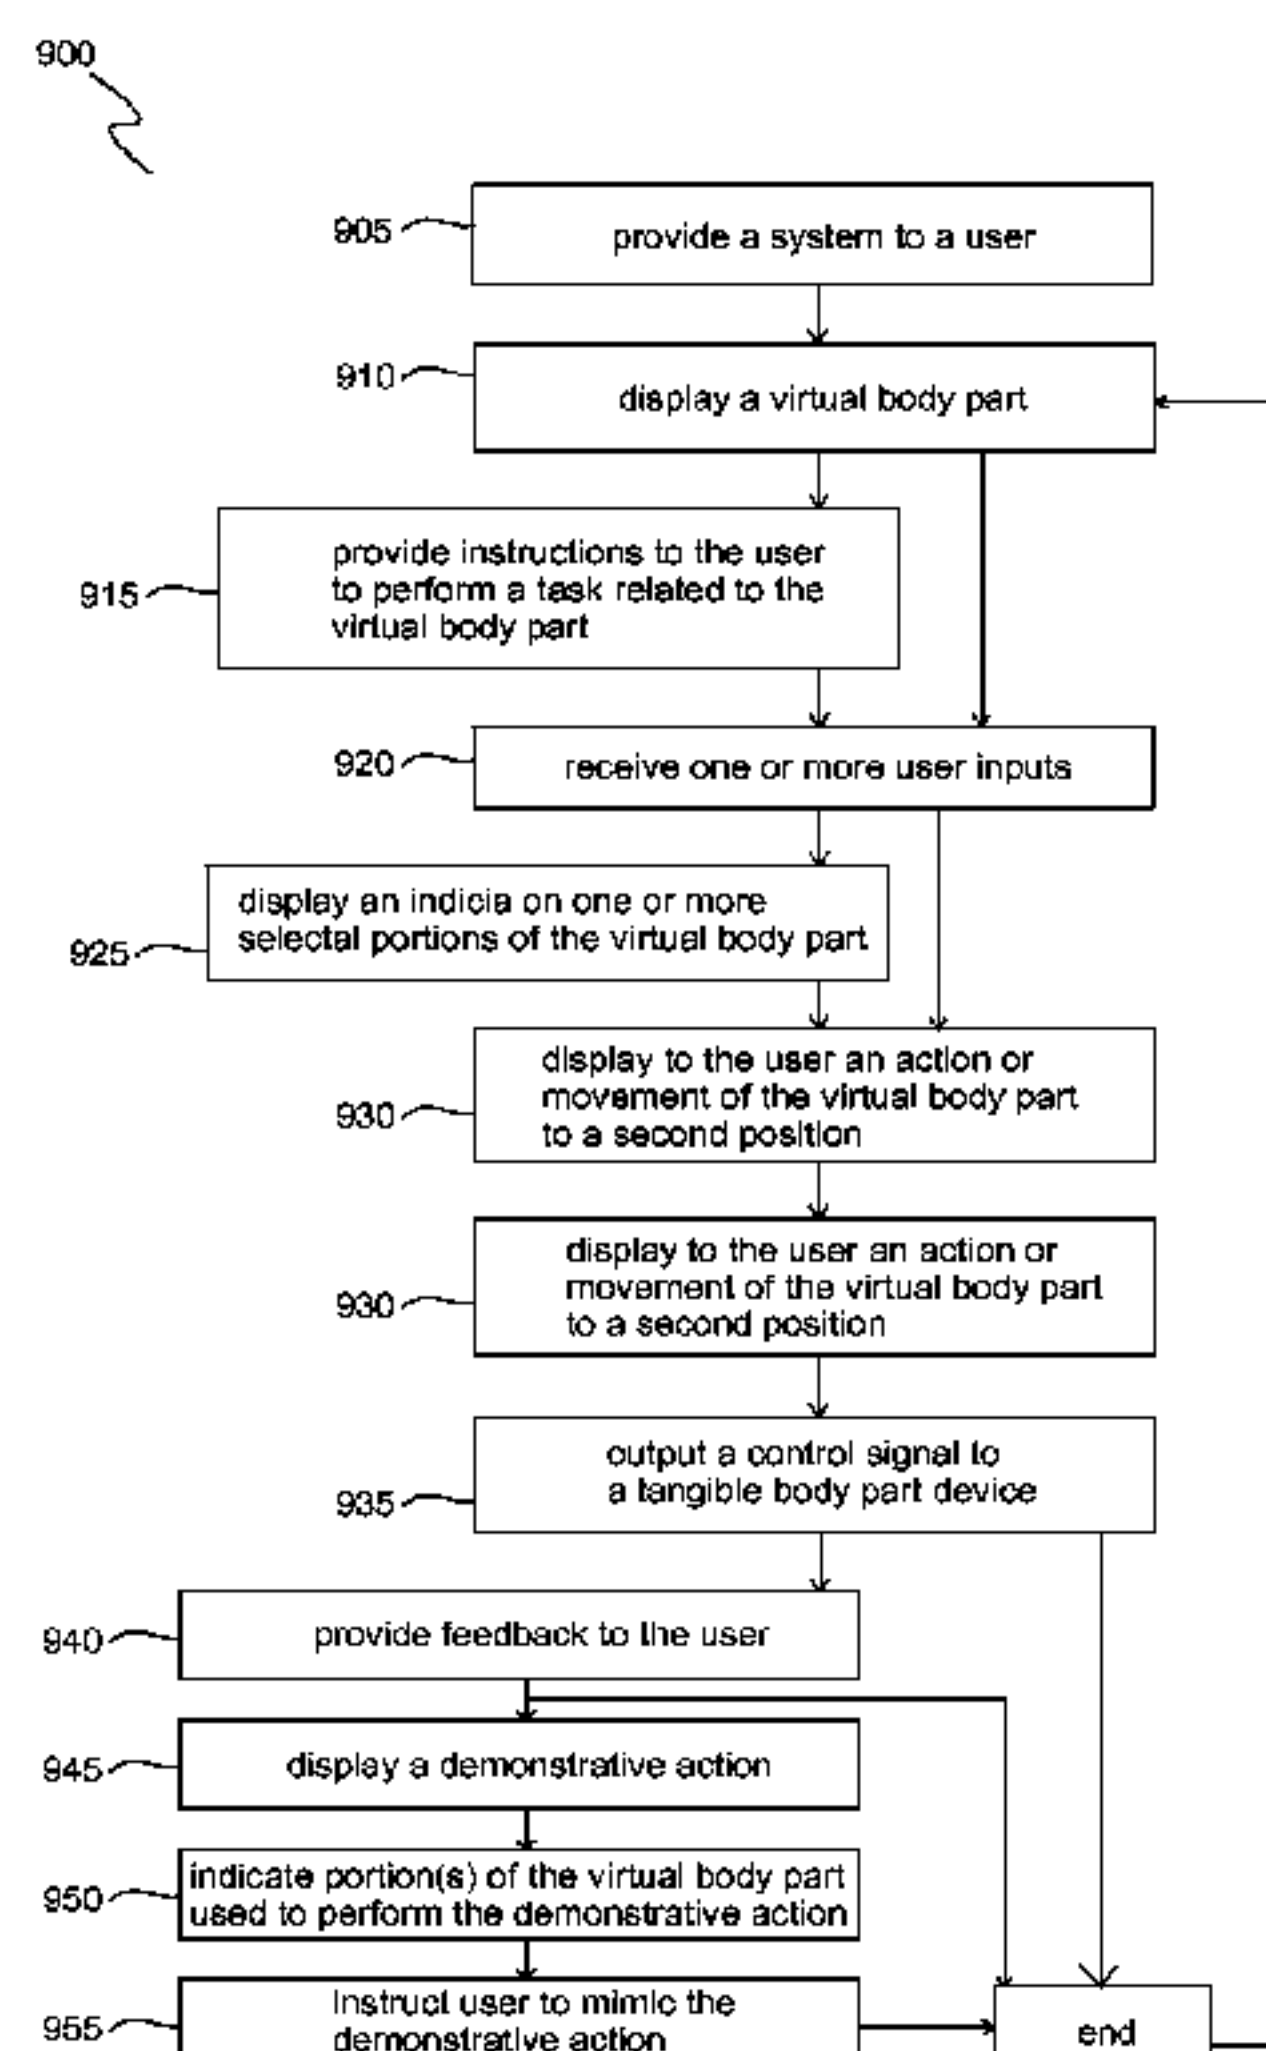 900
905
provide a system to a user
910
display a virtual body part
915
provide instructions to the user
to perform a task related to the
virtual body part
920
receive one or more user inputs
925
display an indicia on one or more
selectal portions of the virtual body part
930
display to the user an action or
movement of the virtual body part
to a second position
930
display to the user an action or
movement of the virtual body part
to a second position
935
output a control signal to
a tangible body part device
940
provide feedback to the user
945
display a demonstrative action
950
indicate portion(s) of the virtual body part
used to perform the demonstrative action
955
Instruct user to mimic the
demonstrative action
end